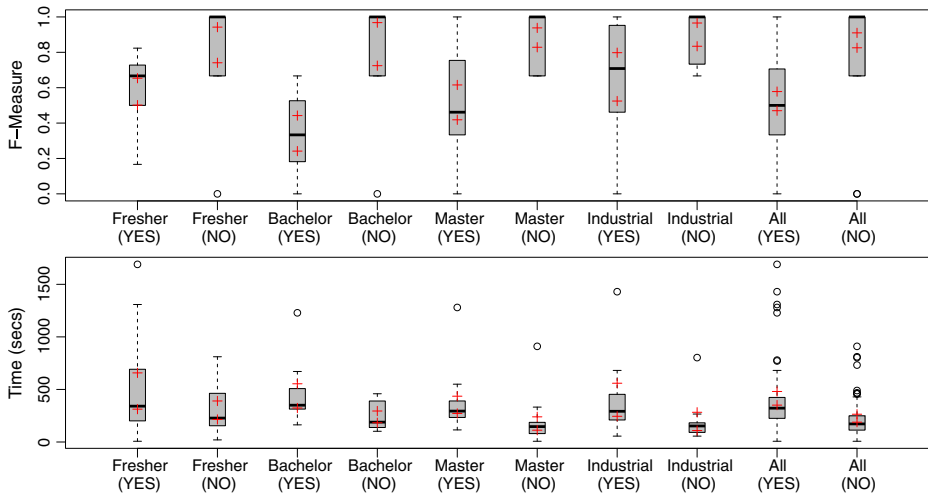 F−Measure
1.0
0.8
0.6
0.4
0.2
0.0
Fresher (YES)
Fresher (NO)
Bachelor (YES)
Bachelor (NO)
Master (YES)
Master (NO)
Industrial (YES)
Industrial (NO)
All (YES)
All (NO)
Time (secs)
1500
1000
500
0
Fresher (YES)
Fresher (NO)
Bachelor (YES)
Bachelor (NO)
Master (YES)
Master (NO)
Industrial (YES)
Industrial (NO)
All (YES)
All (NO)